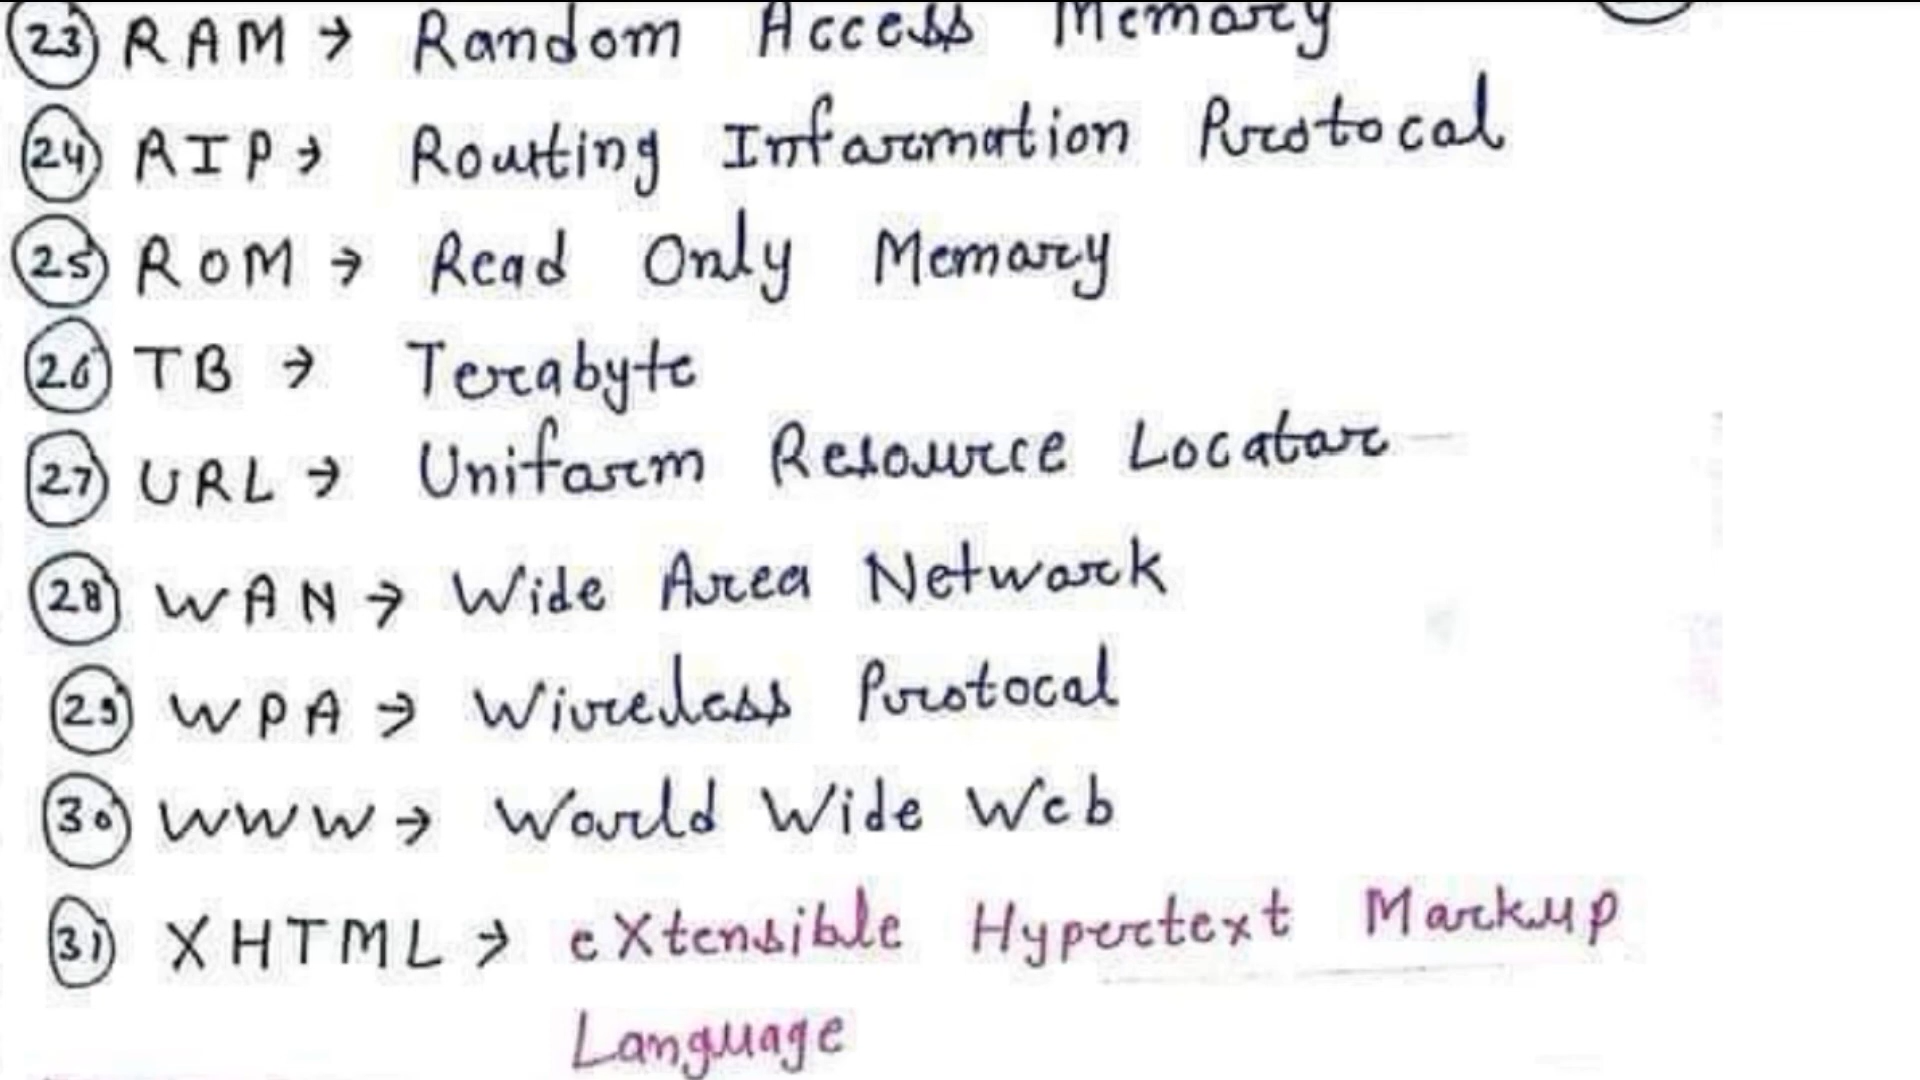 23 RAM → Random Access Memory
24 RIP → Routing Information Protocal
25 ROM → Read Only Memory
26 TB → Terabyte
27 URL → Uniform Resource Locator
28 WAN → Wide Area Network
29 WPA → Wireless Protocal
30 WWW → World Wide Web
31 XHTML → eXtensible Hypertext Markup
Language